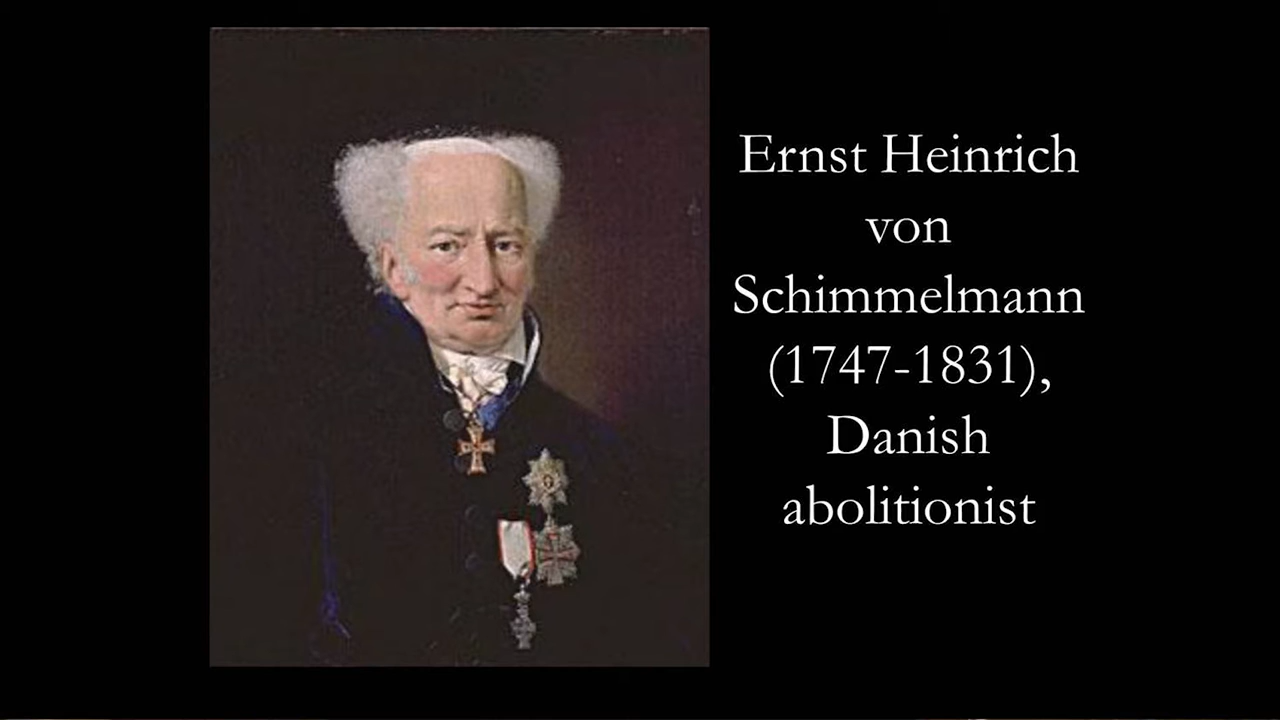 Ernst Heinrich
von
Schimmelmann
(1747-1831),
Danish
abolitionist